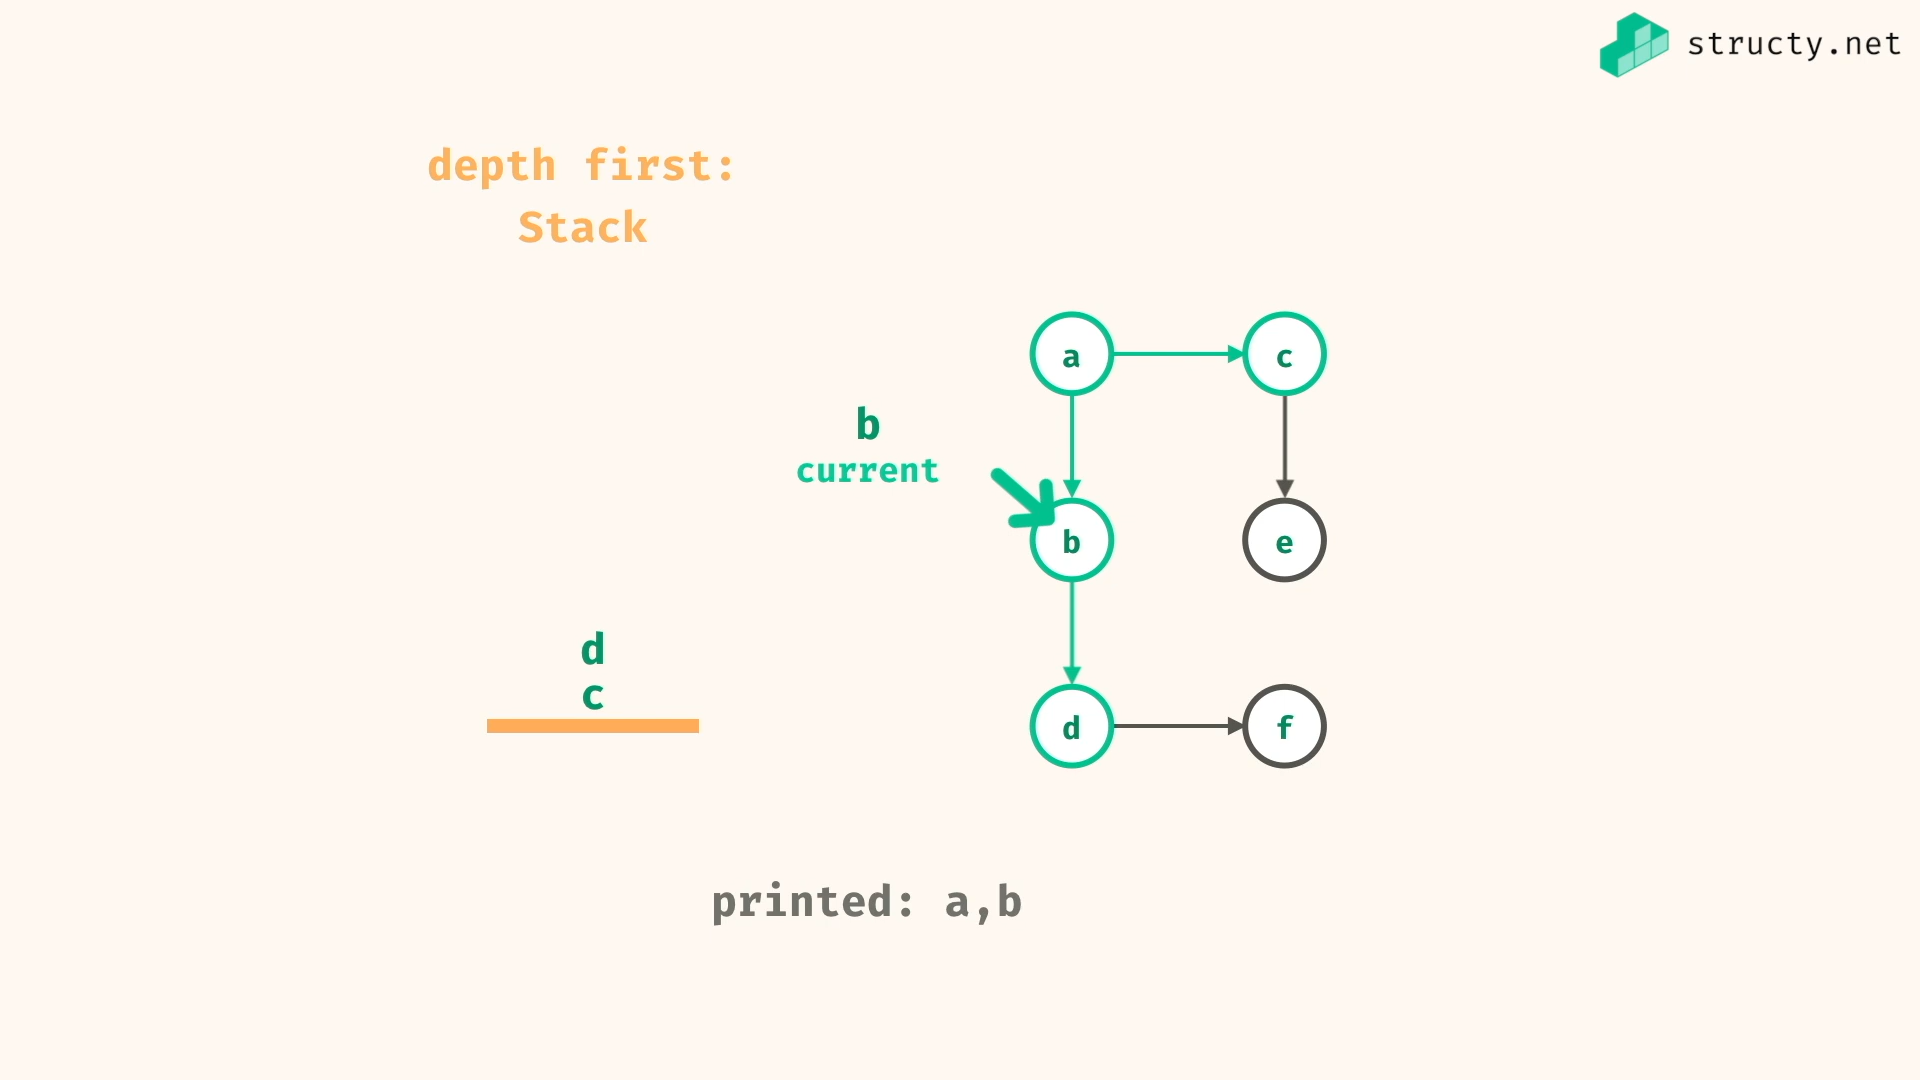 structy.net
depth first:
Stack
a
c
b
current
b
e
d
c
d
f
printed: a,b